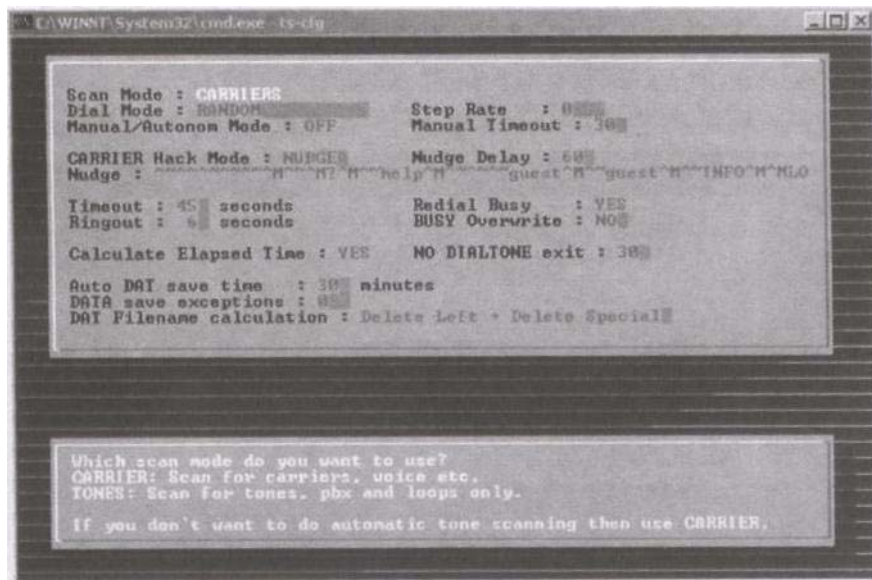 C:\WINNT\System32\cmd.exe - ts-cfg
Scan Mode : CARRIERS
Dial Mode : RANDOM Step Rate : 0
Manual/Autonom Mode : OFF Manual Timeout : 30
CARRIER Hack Mode : NUDGE Nudge Delay : 60
Nudge :
Timeout : 45 seconds Redial Busy : YES
Ringout : 6 seconds BUSY Overwrite : NO
Calculate Elapsed Time : YES NO DIALTONE exit : 30
Auto DAT save time : 30 minutes
DATA save exceptions : 0
DAT Filename calculation : Delete Left + Delete Special
Which scan mode do you want to use?
CARRIER: Scan for carriers, voice etc.
TONES: Scan for tones, pbx and loops only.
If you don't want to do automatic tone scanning then use CARRIER.